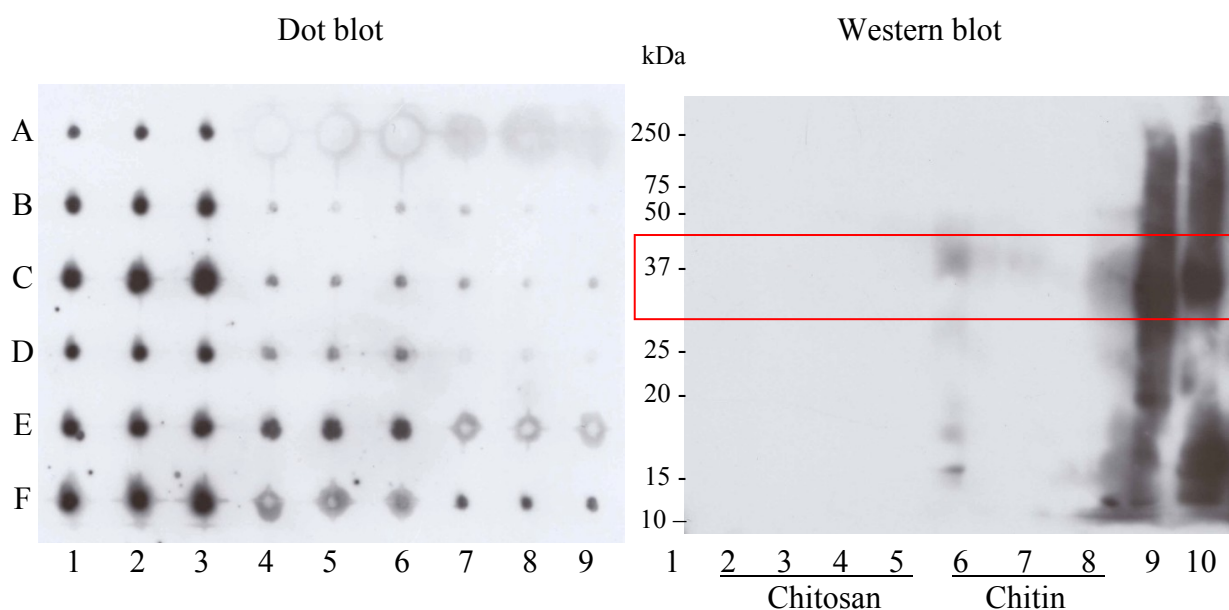 Dot blot
Western blot
kDa
A
B
C
D
E
F
1 2 3 4 5 6 7 8 9
250 -
75 -
50 -
37 -
25 -
20 -
15 -
10 –
1 2 3 4 5 6 7 8 9 10
Chitosan Chitin